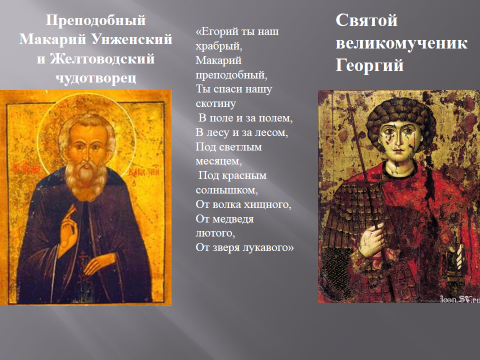 Преподобный
Макарий Унженский
и Желтоводский
чудотворец
«Егорий ты наш
храбрый,
Макарий
преподобный,
Ты спаси нашу
скотину
В поле и за полем,
В лесу и за лесом,
Под светлым
месяцем,
Под красным
солнышком,
От волка хищного,
От медведя
лютого,
От зверя лукавого»
Святой
великомученик
Георгий